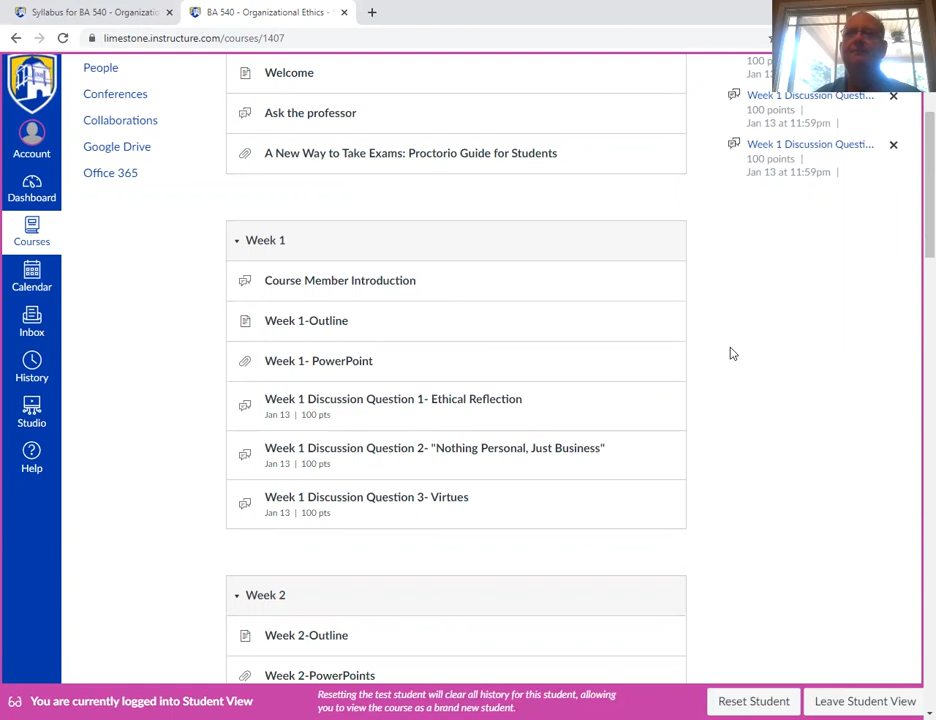 Syllabus for BA 540 - Organizatio
BA 540 - Organizational Ethics -
limestone.instructure.com/courses/1407
Account
Dashboard
Courses
Calendar
Inbox
History
Studio
Help
People
Conferences
Collaborations
Google Drive
Office 365
Welcome
Ask the professor
A New Way to Take Exams: Proctorio Guide for Students
Week 1
Course Member Introduction
Week 1-Outline
Week 1- PowerPoint
Week 1 Discussion Question 1- Ethical Reflection
Jan 13 | 100 pts
Week 1 Discussion Question 2- "Nothing Personal, Just Business"
Jan 13 | 100 pts
Week 1 Discussion Question 3- Virtues
Jan 13 | 100 pts
Week 2
Week 2-Outline
Week 2-PowerPoints
100 p
Jan 13
Week 1 Discussion Questi...
100 points |
Jan 13 at 11:59pm |
Week 1 Discussion Questi...
100 points |
Jan 13 at 11:59pm |
You are currently logged into Student View
Resetting the test student will clear all history for this student, allowing
you to view the course as a brand new student.
Reset Student
Leave Student View